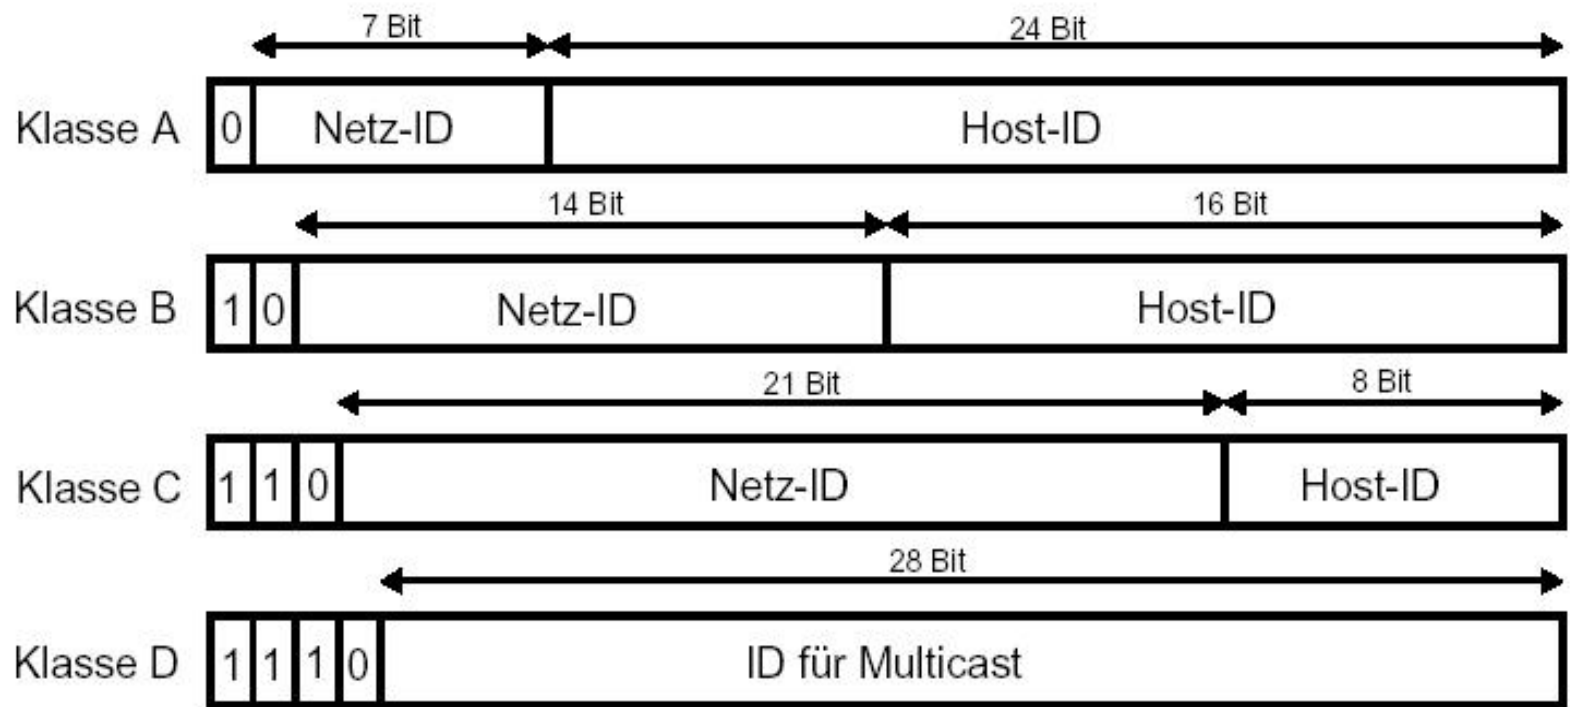 7 Bit 24 Bit
Klasse A 0 Netz-ID Host-ID
14 Bit 16 Bit
Klasse B 1 0 Netz-ID Host-ID
21 Bit 8 Bit
Klasse C 1 1 0 Netz-ID Host-ID
28 Bit
Klasse D 1 1 1 0 ID für Multicast